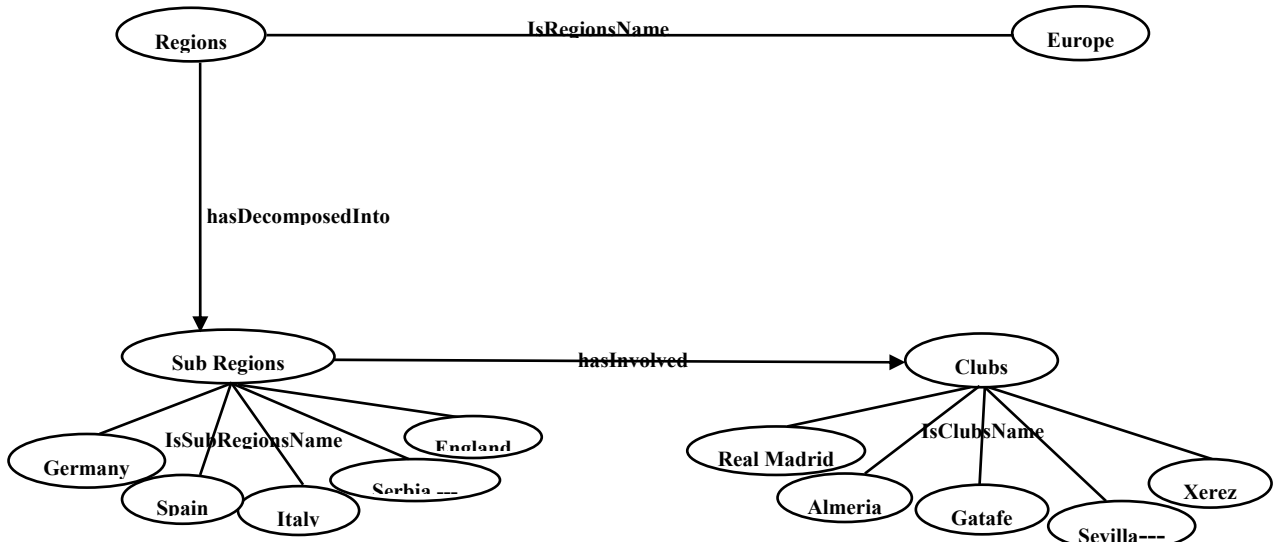 IsRegionsName
Regions
Europe
hasDecomposedInto
Sub Regions
hasInvolved
Clubs
IsSubRegionsName
England
Germany
Serbia ---
Spain
Italy
IsClubsName
Real Madrid
Xerez
Almeria
Gatafe
Sevilla---